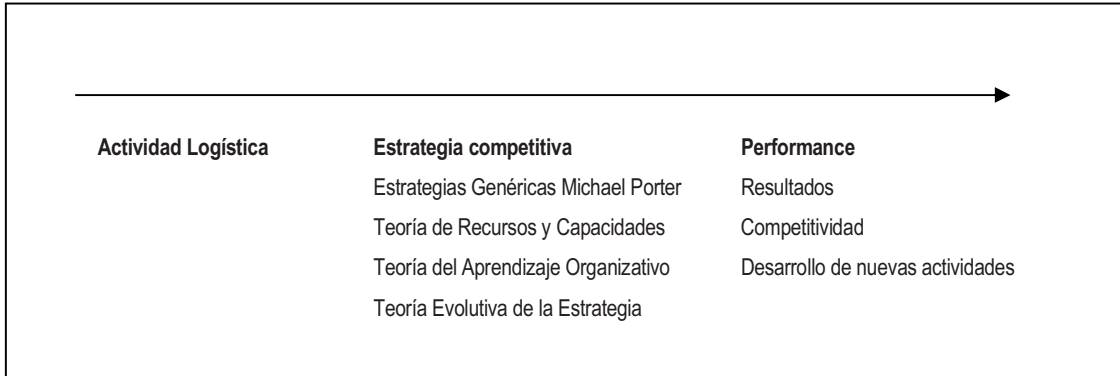 Actividad Logística
Estrategia competitiva
Estrategias Genéricas Michael Porter
Teoría de Recursos y Capacidades
Teoría del Aprendizaje Organizativo
Teoría Evolutiva de la Estrategia
Performance
Resultados
Competitividad
Desarrollo de nuevas actividades